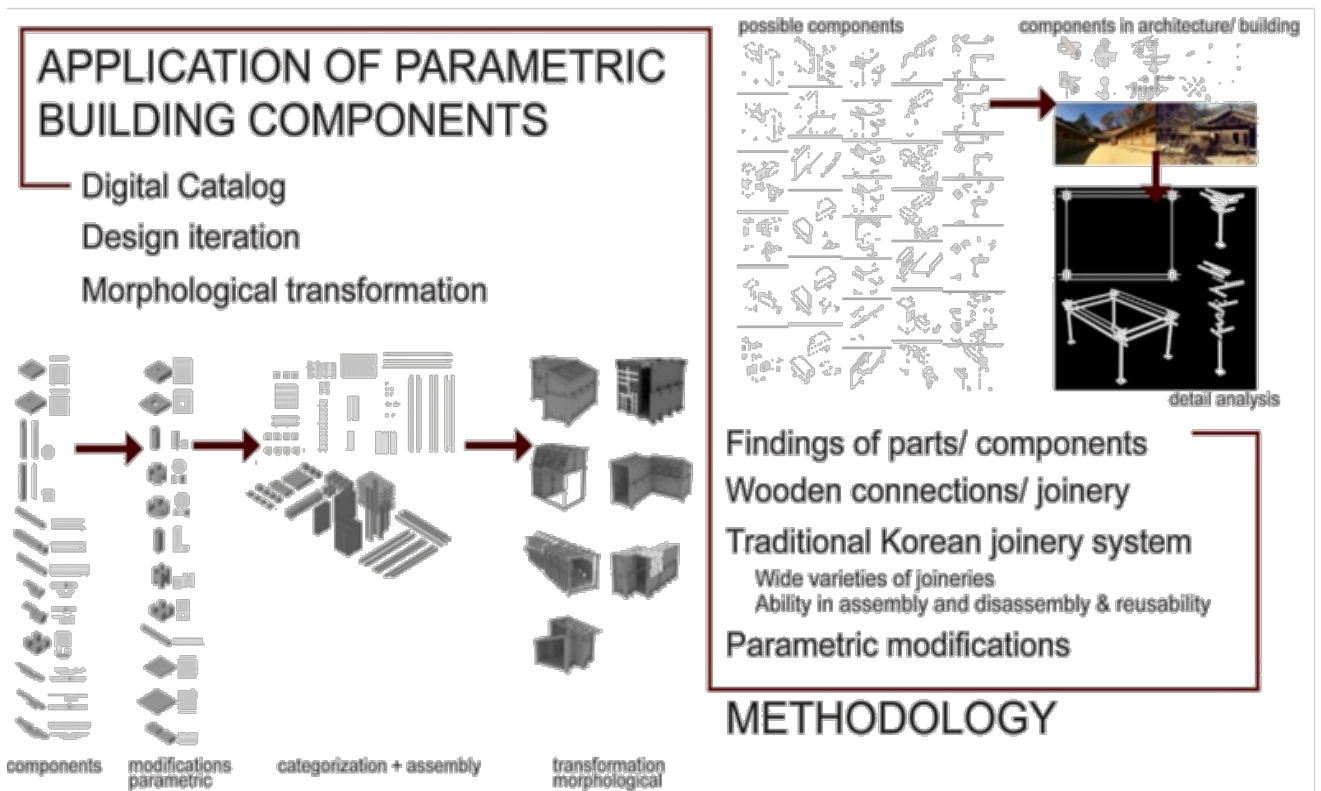 APPLICATION OF PARAMETRIC
BUILDING COMPONENTS
Digital Catalog
Design iteration
Morphological transformation
components
modifications
parametric
categorization + assembly
transformation
morphological
possible components
components in architecture/ building
detail analysis
Findings of parts/ components
Wooden connections/ joinery
Traditional Korean joinery system
Wide varieties of joineries
Ability in assembly and disassembly & reusability
Parametric modifications
METHODOLOGY